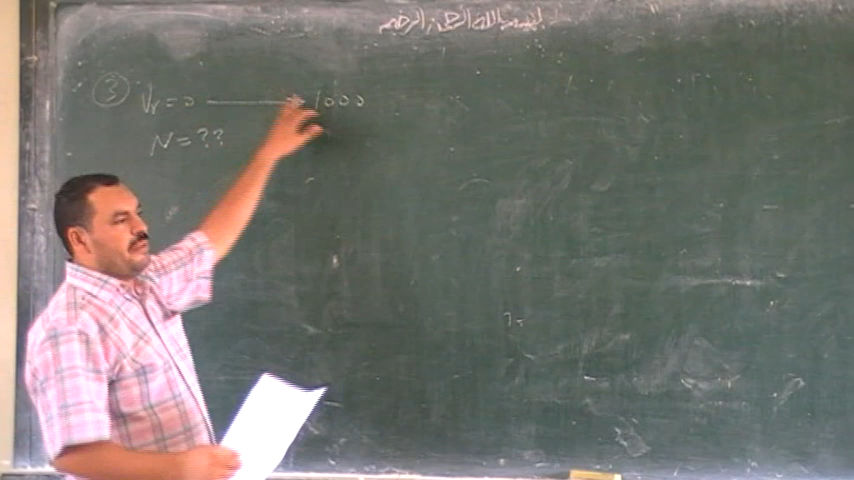 بسم الله الرحمن الرحيم
③ Vr = 0 → 1000
N = ??